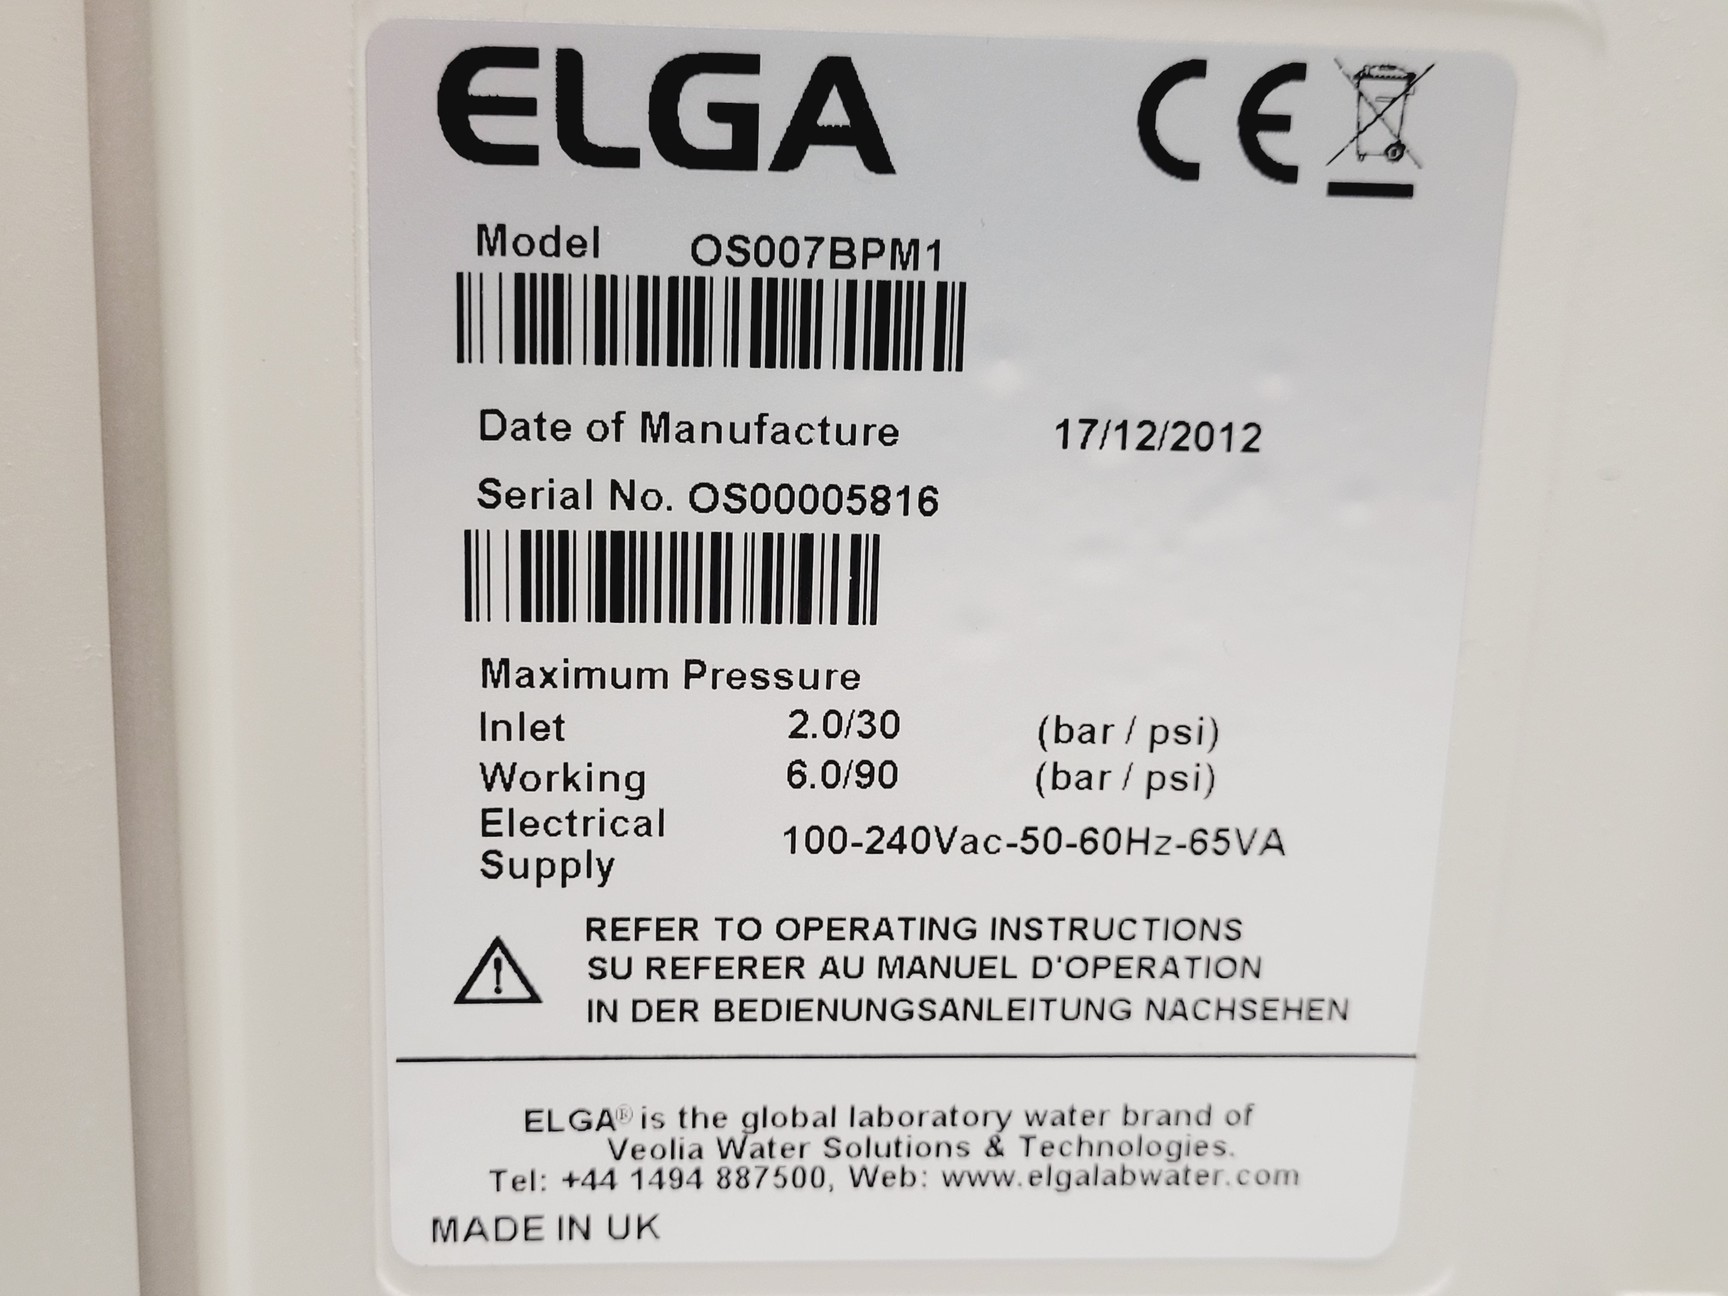 ELGA CE
Model OS007BPM1
Date of Manufacture 17/12/2012
Serial No. OS00005816
Maximum Pressure
Inlet 2.0/30 (bar / psi)
Working 6.0/90 (bar / psi)
Electrical
Supply 100-240Vac-50-60Hz-65VA
REFER TO OPERATING INSTRUCTIONS
SU REFERER AU MANUEL D'OPERATION
IN DER BEDIENUNGSANLEITUNG NACHSEHEN
ELGA® is the global laboratory water brand of
Veolia Water Solutions & Technologies.
Tel: +44 1494 887500, Web: www.elgalabwater.com
MADE IN UK